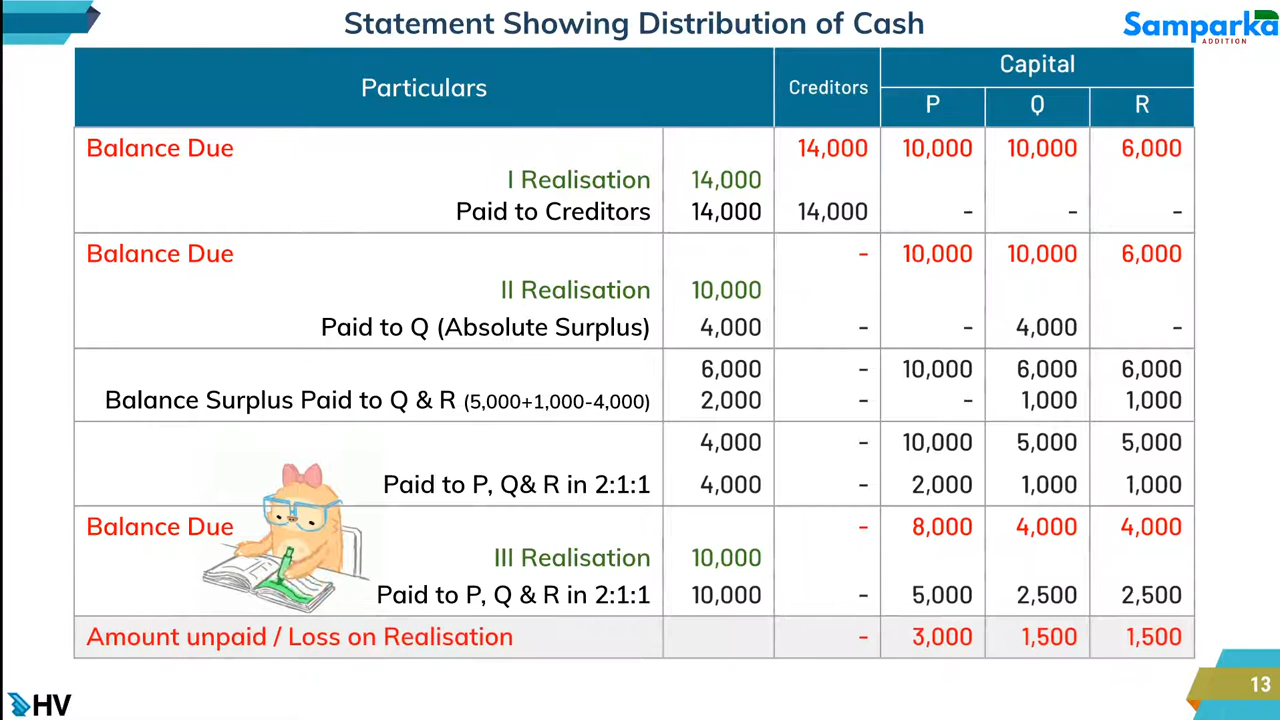 Statement Showing Distribution of Cash
Samparka
ADDITION
Particulars Creditors Capital
P Q R
Balance Due 14,000 10,000 10,000 6,000
I Realisation 14,000
Paid to Creditors 14,000 14,000 - - -
Balance Due - 10,000 10,000 6,000
II Realisation 10,000
Paid to Q (Absolute Surplus) 4,000 - - 4,000 -
6,000 - 10,000 6,000 6,000
Balance Surplus Paid to Q & R (5,000+1,000-4,000) 2,000 - - 1,000 1,000
4,000 - 10,000 5,000 5,000
Paid to P, Q& R in 2:1:1 4,000 - 2,000 1,000 1,000
Balance Due - 8,000 4,000 4,000
III Realisation 10,000
Paid to P, Q & R in 2:1:1 10,000 - 5,000 2,500 2,500
Amount unpaid / Loss on Realisation - 3,000 1,500 1,500
13
HV